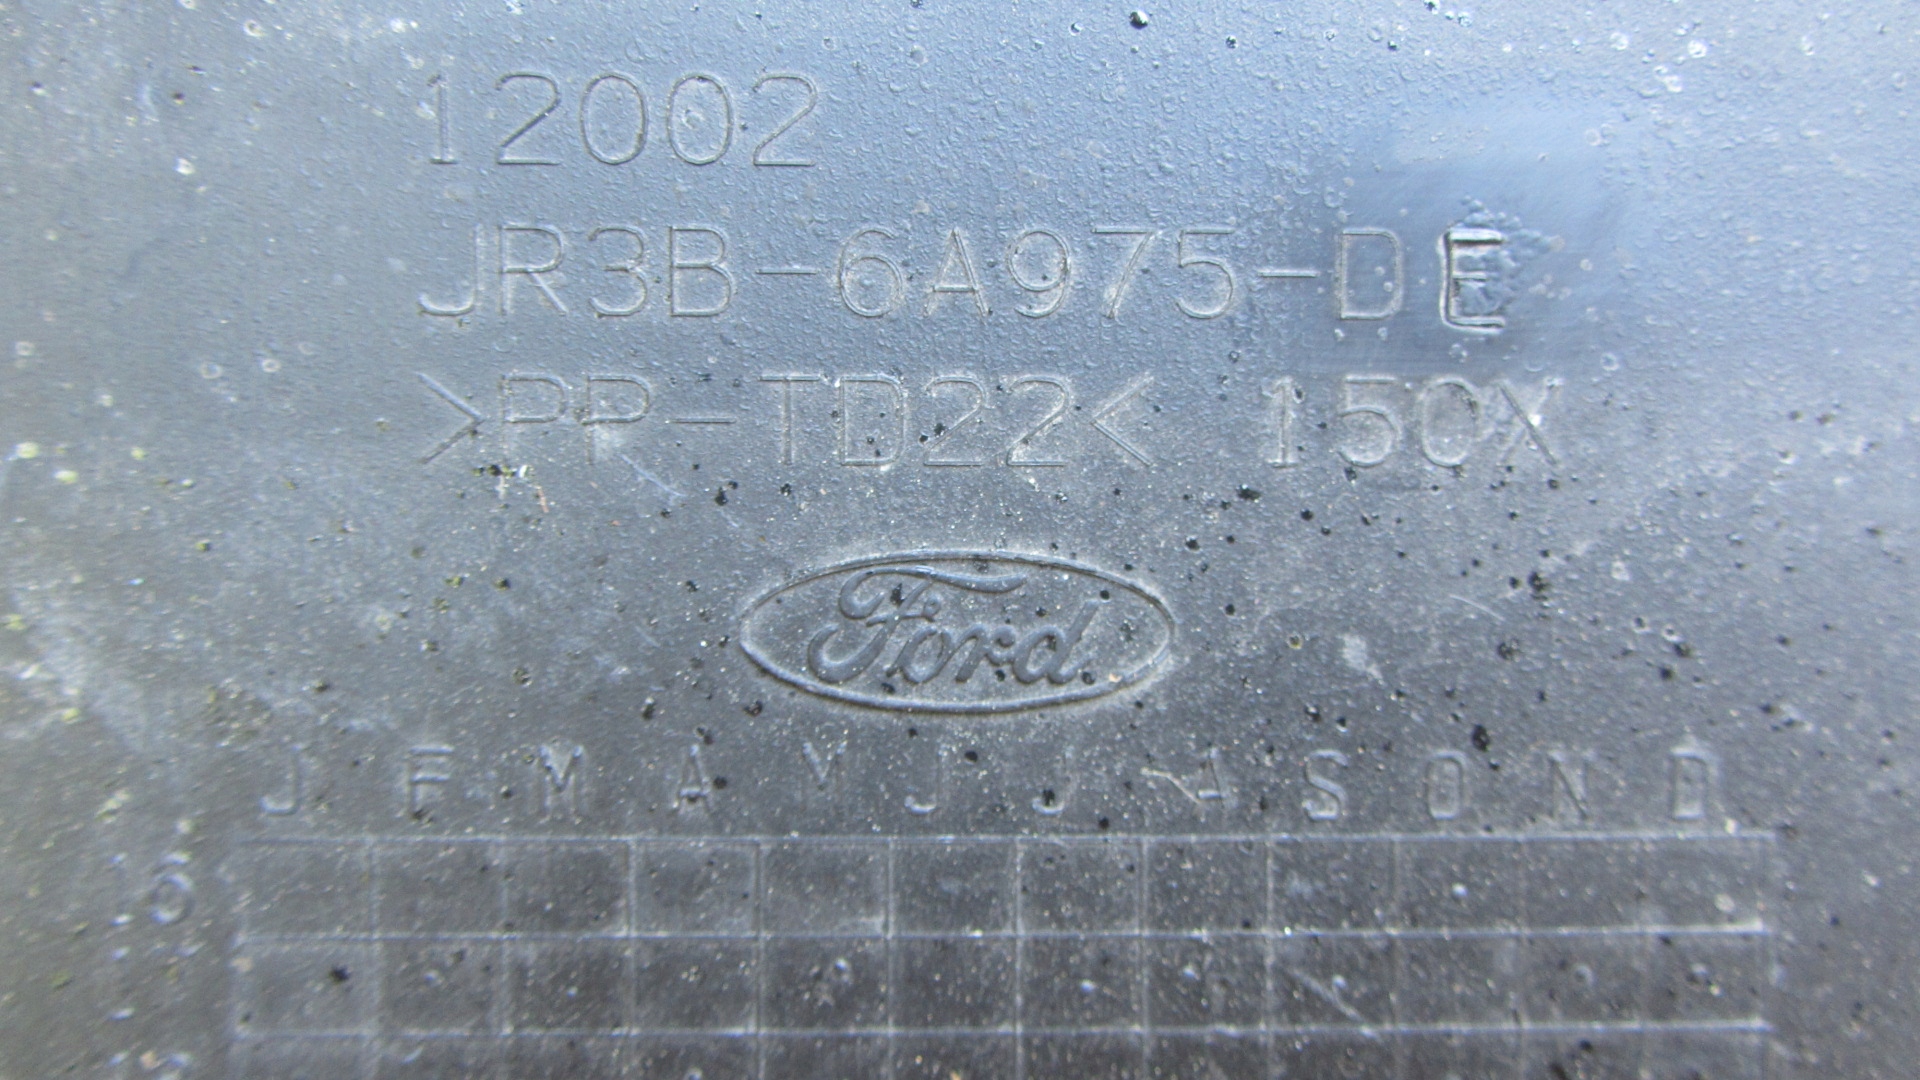 12002
JR3B-6A975-DE
>PP-TD22< 150X
Ford
J F M A M J J A S O N D